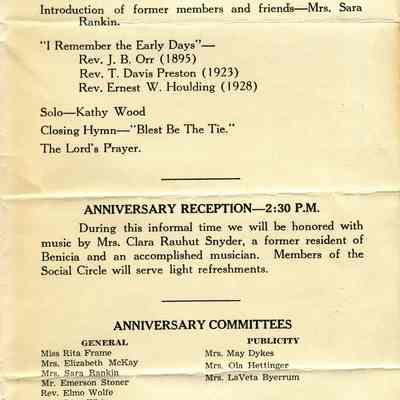 Introduction of former members and friends—Mrs. Sara
Rankin.
"I Remember the Early Days"—
Rev. J. B. Orr (1895)
Rev. T. Davis Preston (1923)
Rev. Ernest W. Houlding (1928)
Solo—Kathy Wood
Closing Hymn—"Blest Be The Tie."
The Lord's Prayer.
ANNIVERSARY RECEPTION—2:30 P.M.
During this informal time we will be honored with
music by Mrs. Clara Rauhut Snyder, a former resident of
Benicia and an accomplished musician. Members of the
Social Circle will serve light refreshments.
ANNIVERSARY COMMITTEES
GENERAL
Miss Rita Frame
Mrs. Elizabeth McKay
Mrs. Sara Rankin
Mr. Emerson Stoner
Rev. Elmo Wolfe
PUBLICITY
Mrs. May Dykes
Mrs. Ola Hettinger
Mrs. LaVeta Byerrum